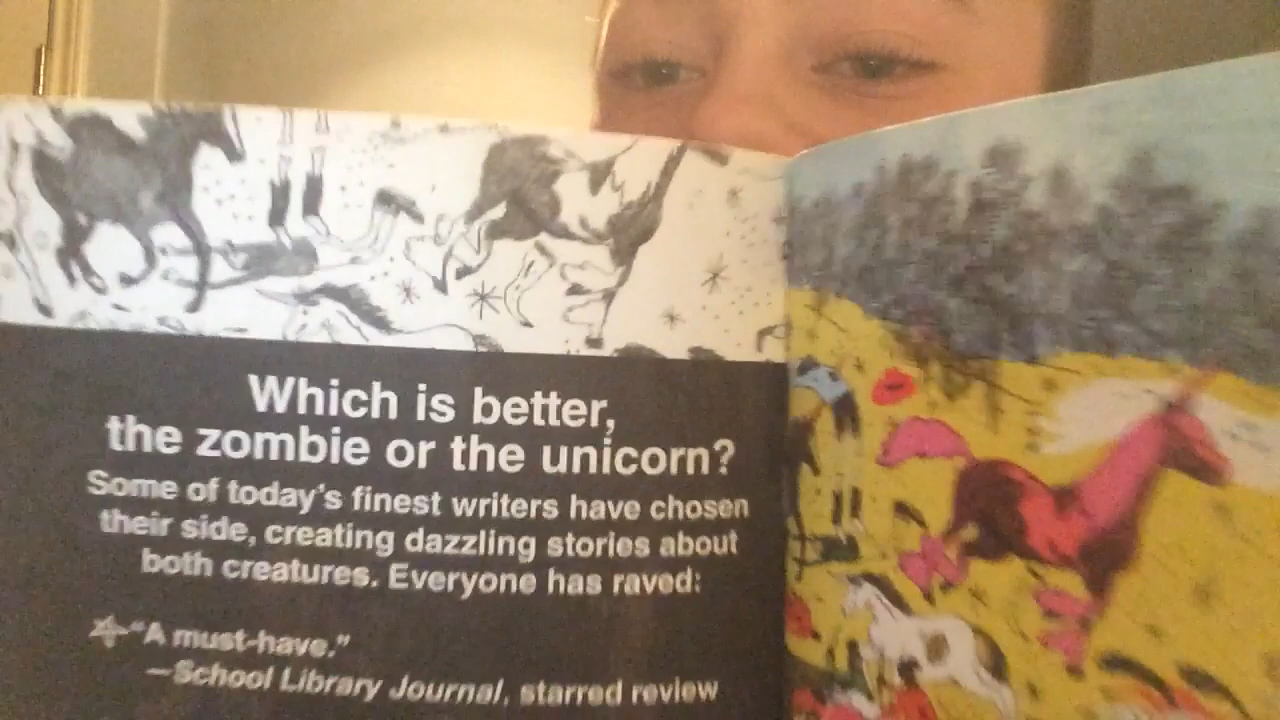 Which is better,
the zombie or the unicorn?
Some of today's finest writers have chosen
their side, creating dazzling stories about
both creatures. Everyone has raved:
"A must-have."
—School Library Journal, starred review